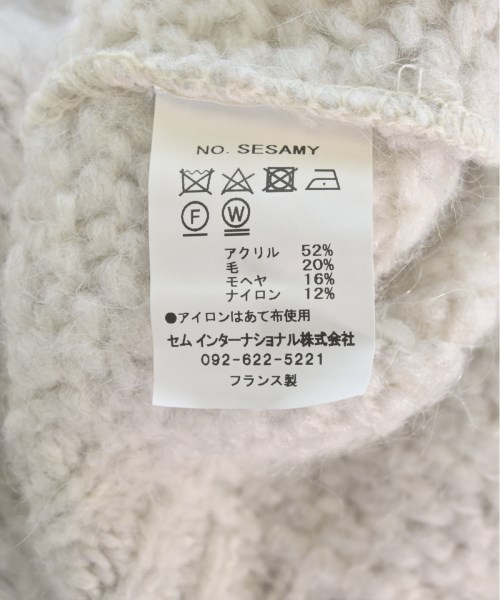 NO. SESAMY
F W
アクリル 52%
毛 20%
モヘヤ 16%
ナイロン 12%
●アイロンはあて布使用
セム インターナショナル株式会社
092-622-5221
フランス製